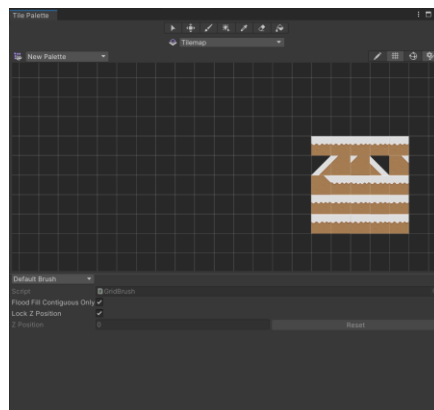 Tile Palette
Tilemap
New Palette
Default Brush
Script GridBrush
Flood Fill Contiguous Only
Lock Z Position
Z Position 0 Reset